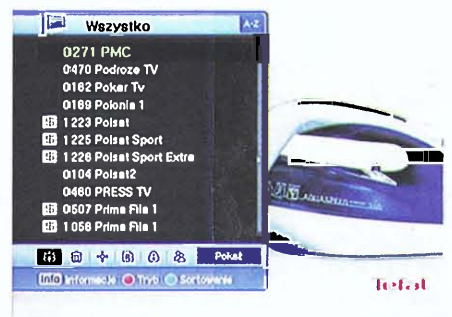 Wszystko A-Z
0271 PMC
0470 Podroze TV
0162 Poker Tv
0169 Polonia 1
1223 Polsat
1225 Polsat Sport
1226 Polsat Sport Extra
0104 Polsat2
0460 PRESS TV
0507 Prima Fila 1
1056 Prima Fila 1
Pokaż
Info Informacje Tryb Sortowanie
AQUASPEED
Tefal